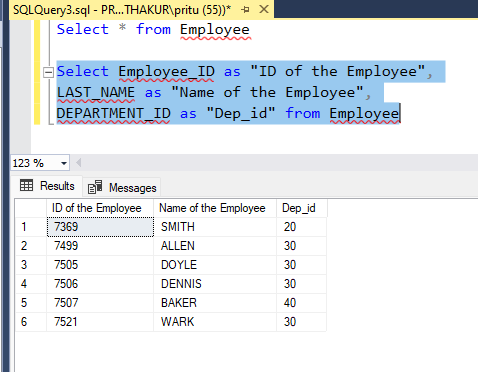 SQLQuery3.sql - PR...THAKUR\pritu (55))*
Select * from Employee
Select Employee_ID as "ID of the Employee",
LAST_NAME as "Name of the Employee",
DEPARTMENT_ID as "Dep_id" from Employee
123 %
Results Messages
ID of the Employee Name of the Employee Dep_id
1 7369 SMITH 20
2 7499 ALLEN 30
3 7505 DOYLE 30
4 7506 DENNIS 30
5 7507 BAKER 40
6 7521 WARK 30